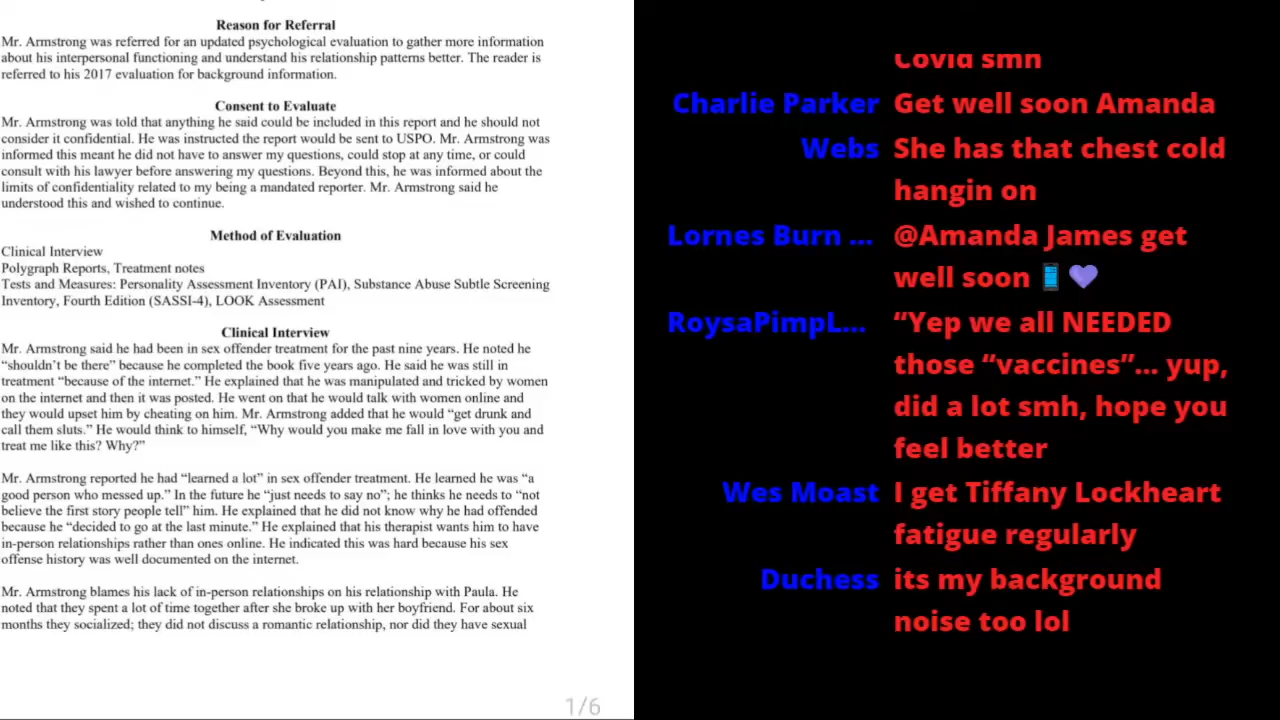 Reason for Referral
Mr. Armstrong was referred for an updated psychological evaluation to gather more information
about his interpersonal functioning and understand his relationship patterns better. The reader is
referred to his 2017 evaluation for background information.
Consent to Evaluate
Mr. Armstrong was told that anything he said could be included in this report and he should not
consider it confidential. He was instructed the report would be sent to USPO. Mr. Armstrong was
informed this meant he did not have to answer my questions, could stop at any time, or could
consult with his lawyer before answering my questions. Beyond this, he was informed about the
limits of confidentiality related to my being a mandated reporter. Mr. Armstrong said he
understood this and wished to continue.
Method of Evaluation
Clinical Interview
Polygraph Reports, Treatment notes
Tests and Measures: Personality Assessment Inventory (PAI), Substance Abuse Subtle Screening
Inventory, Fourth Edition (SASSI-4), LOOK Assessment
Clinical Interview
Mr. Armstrong said he had been in sex offender treatment for the past nine years. He noted he
“shouldn’t be there” because he completed the book five years ago. He said he was still in
treatment “because of the internet.” He explained that he was manipulated and tricked by women
on the internet and then it was posted. He went on that he would talk with women online and
they would upset him by cheating on him. Mr. Armstrong added that he would “get drunk and
call them sluts.” He would think to himself, “Why would you make me fall in love with you and
treat me like this? Why?”
Mr. Armstrong reported he had “learned a lot” in sex offender treatment. He learned he was “a
good person who messed up.” In the future he “just needs to say no”; he thinks he needs to “not
believe the first story people tell” him. He explained that he did not know why he had offended
because he “decided to go at the last minute.” He explained that his therapist wants him to have
in-person relationships rather than ones online. He indicated this was hard because his sex
offense history was well documented on the internet.
Mr. Armstrong blames his lack of in-person relationships on his relationship with Paula. He
noted that they spent a lot of time together after she broke up with her boyfriend. For about six
months they socialized; they did not discuss a romantic relationship, nor did they have sexual
1/6
Covid smh
Charlie Parker Get well soon Amanda
Webs She has that chest cold
hangin on
Lornes Burn ... @Amanda James get
well soon 📱💜
RoysaPimpL... “Yep we all NEEDED
those “vaccines”... yup,
did a lot smh, hope you
feel better
Wes Moast I get Tiffany Lockheart
fatigue regularly
Duchess its my background
noise too lol